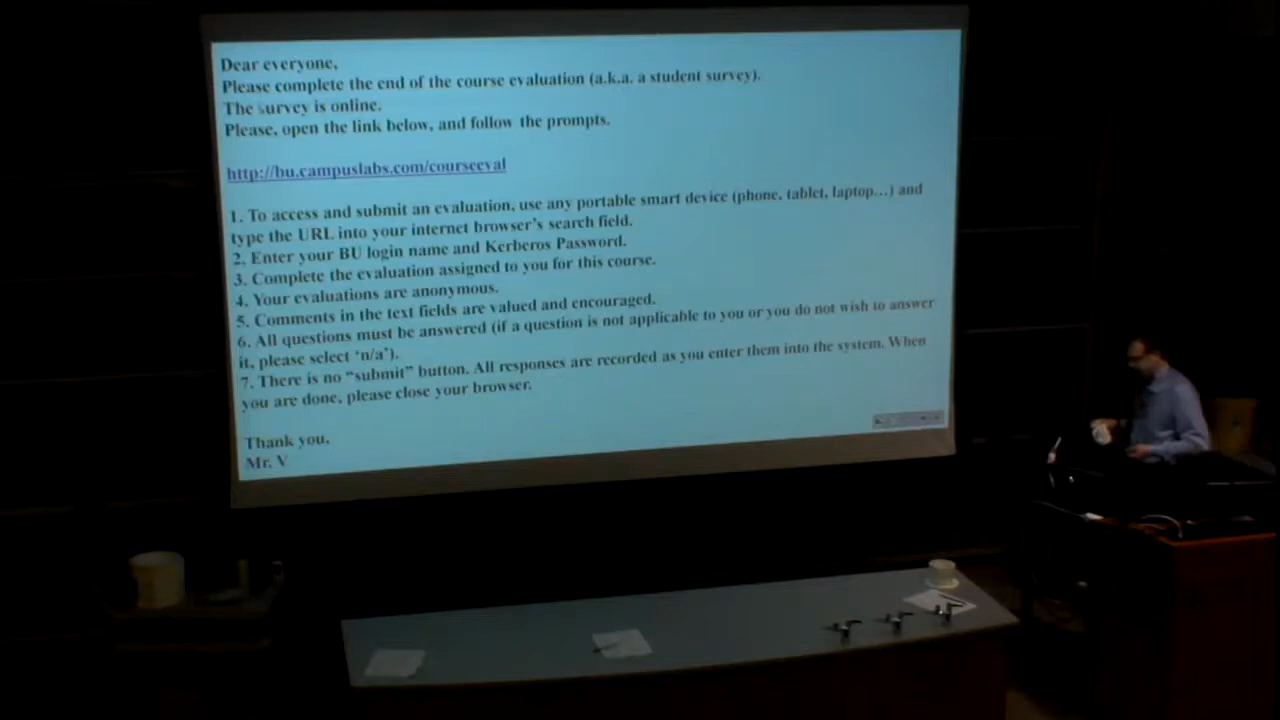 Dear everyone,
Please complete the end of the course evaluation (a.k.a. a student survey).
The survey is online.
Please, open the link below, and follow the prompts.
http://bu.campuslabs.com/courseeval
1. To access and submit an evaluation, use any portable smart device (phone, tablet, laptop…) and
type the URL into your internet browser’s search field.
2. Enter your BU login name and Kerberos Password.
3. Complete the evaluation assigned to you for this course.
4. Your evaluations are anonymous.
5. Comments in the text fields are valued and encouraged.
6. All questions must be answered (if a question is not applicable to you or you do not wish to answer
it, please select ‘n/a’).
7. There is no “submit” button. All responses are recorded as you enter them into the system. When
you are done, please close your browser.
Thank you,
Mr. V